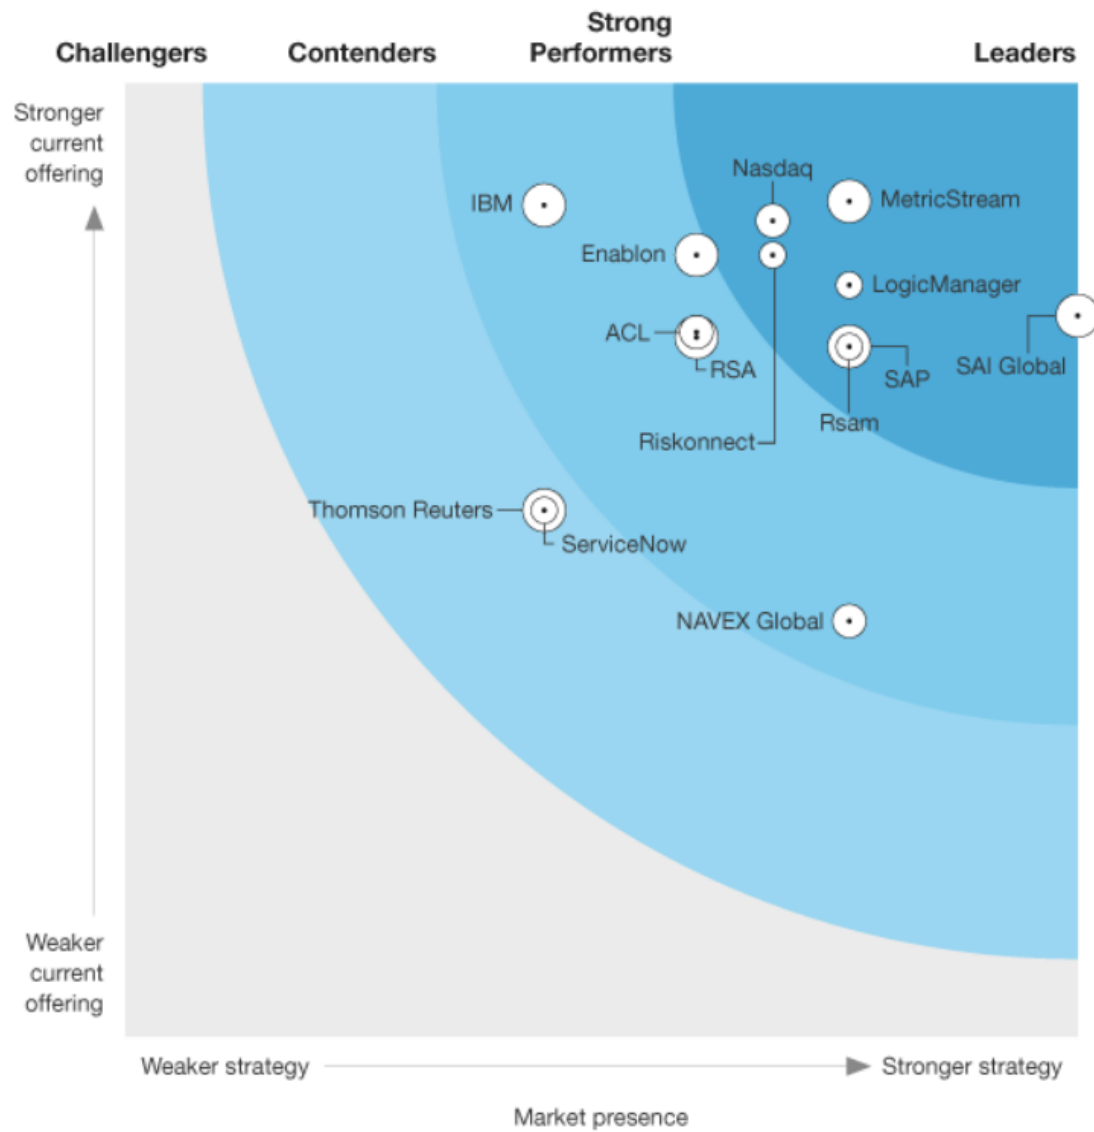 Strong
Challengers Contenders Performers Leaders
Stronger
current
offering
Nasdaq
IBM
MetricStream
Enablon
LogicManager
ACL
RSA
SAI Global
SAP
Rsam
Riskonnect
Thomson Reuters
ServiceNow
NAVEX Global
Weaker
current
offering
Weaker strategy
Stronger strategy
Market presence